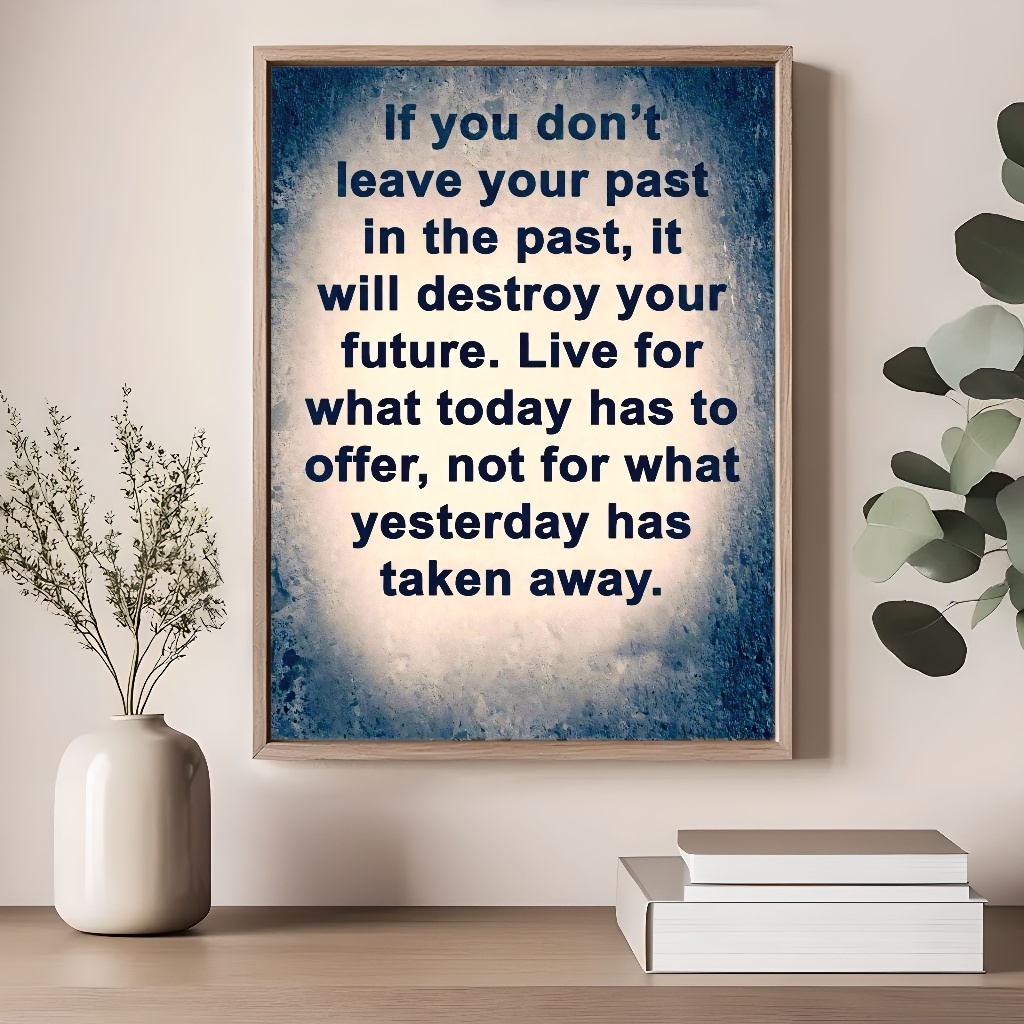 If you don’t
leave your past
in the past, it
will destroy your
future. Live for
what today has to
offer, not for what
yesterday has
taken away.